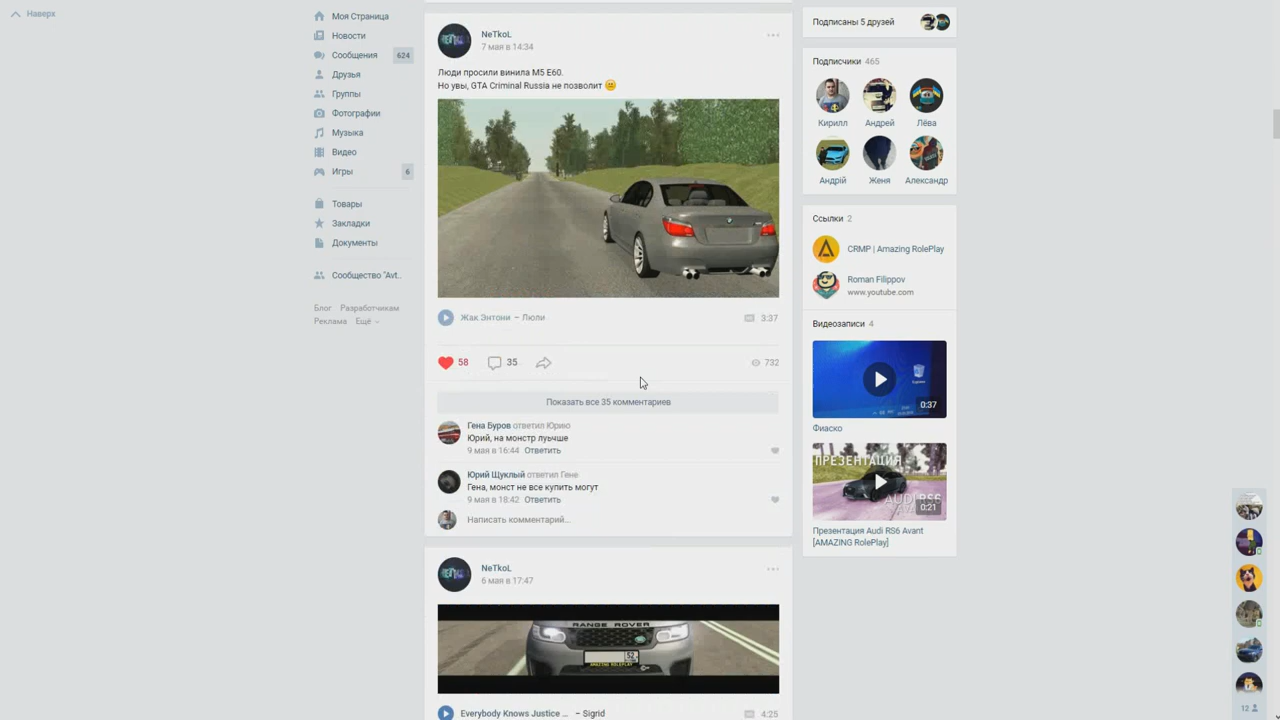 Наверх
Моя Страница
Новости
Сообщения 624
Друзья
Группы
Фотографии
Музыка
Видео
Игры 6
Товары
Закладки
Документы
Сообщество "Avt..
Блог Разработчикам
Реклама Ещё
NeTkoL
7 мая в 14:34
Люди просили винила M5 E60.
Но увы, GTA Criminal Russia не позволит
Жак Энтони – Люли 3:37
58 35 732
Показать все 35 комментариев
Гена Буров ответил Юрию
Юрий, на монстр луьчше
9 мая в 16:44 Ответить
Юрий Щуклый ответил Гене
Гена, монст не все купить могут
9 мая в 18:42 Ответить
Написать комментарий...
NeTkoL
6 мая в 17:47
RANGE ROVER
52
AMAZING ROLEPLAY
Everybody Knows Justice ... – Sigrid 4:25
Подписаны 5 друзей
Подписчики 465
Кирилл Андрей Лёва
Андрій Женя Александр
Ссылки 2
CRMP | Amazing RolePlay
Roman Filippov
www.youtube.com
Видеозаписи 4
0:37
Фиаско
ПРЕЗЕНТАЦИЯ
AUDI RS6
0:21
Презентация Audi RS6 Avant
[AMAZING RolePlay]
12